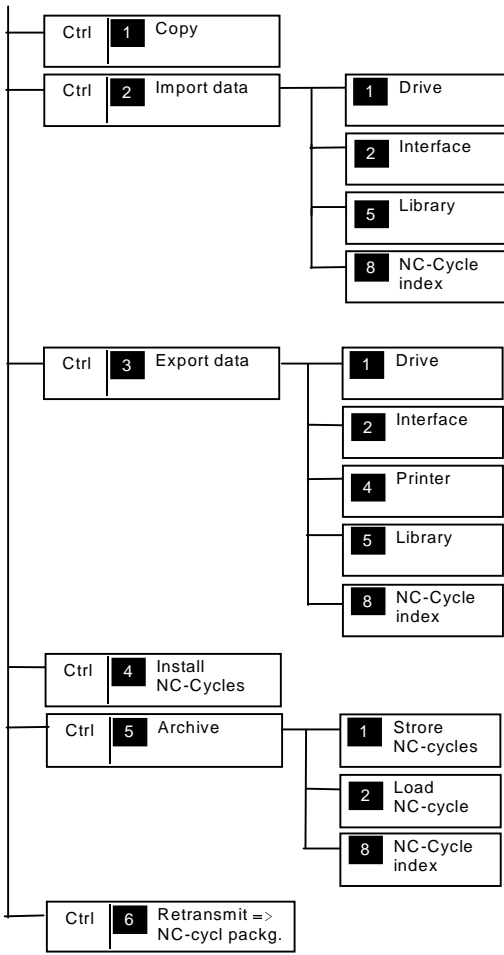 Ctrl 1 Copy
Ctrl 2 Import data
1 Drive
2 Interface
5 Library
8 NC-Cycle
index
Ctrl 3 Export data
1 Drive
2 Interface
4 Printer
5 Library
8 NC-Cycle
index
Ctrl 4 Install
NC-Cycles
Ctrl 5 Archive
1 Strore
NC-cycles
2 Load
NC-cycle
8 NC-Cycle
index
Ctrl 6 Retransmit =>
NC-cycl packg.